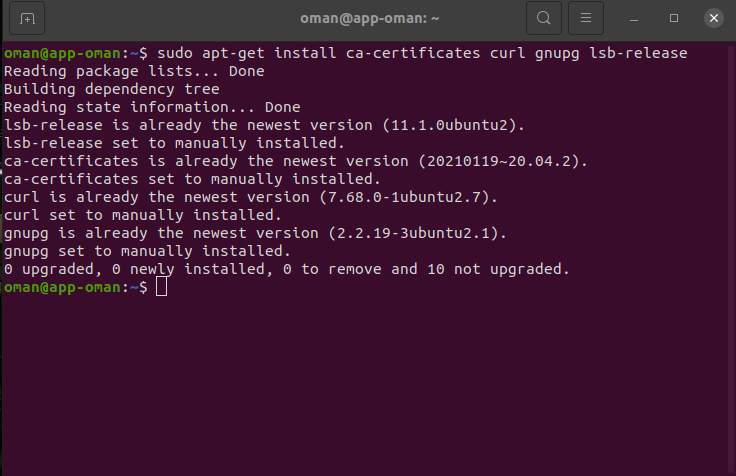 oman@app-oman: ~
oman@app-oman:~$ sudo apt-get install ca-certificates curl gnupg lsb-release
Reading package lists... Done
Building dependency tree
Reading state information... Done
lsb-release is already the newest version (11.1.0ubuntu2).
lsb-release set to manually installed.
ca-certificates is already the newest version (20210119~20.04.2).
ca-certificates set to manually installed.
curl is already the newest version (7.68.0-1ubuntu2.7).
curl set to manually installed.
gnupg is already the newest version (2.2.19-3ubuntu2.1).
gnupg set to manually installed.
0 upgraded, 0 newly installed, 0 to remove and 10 not upgraded.
oman@app-oman:~$